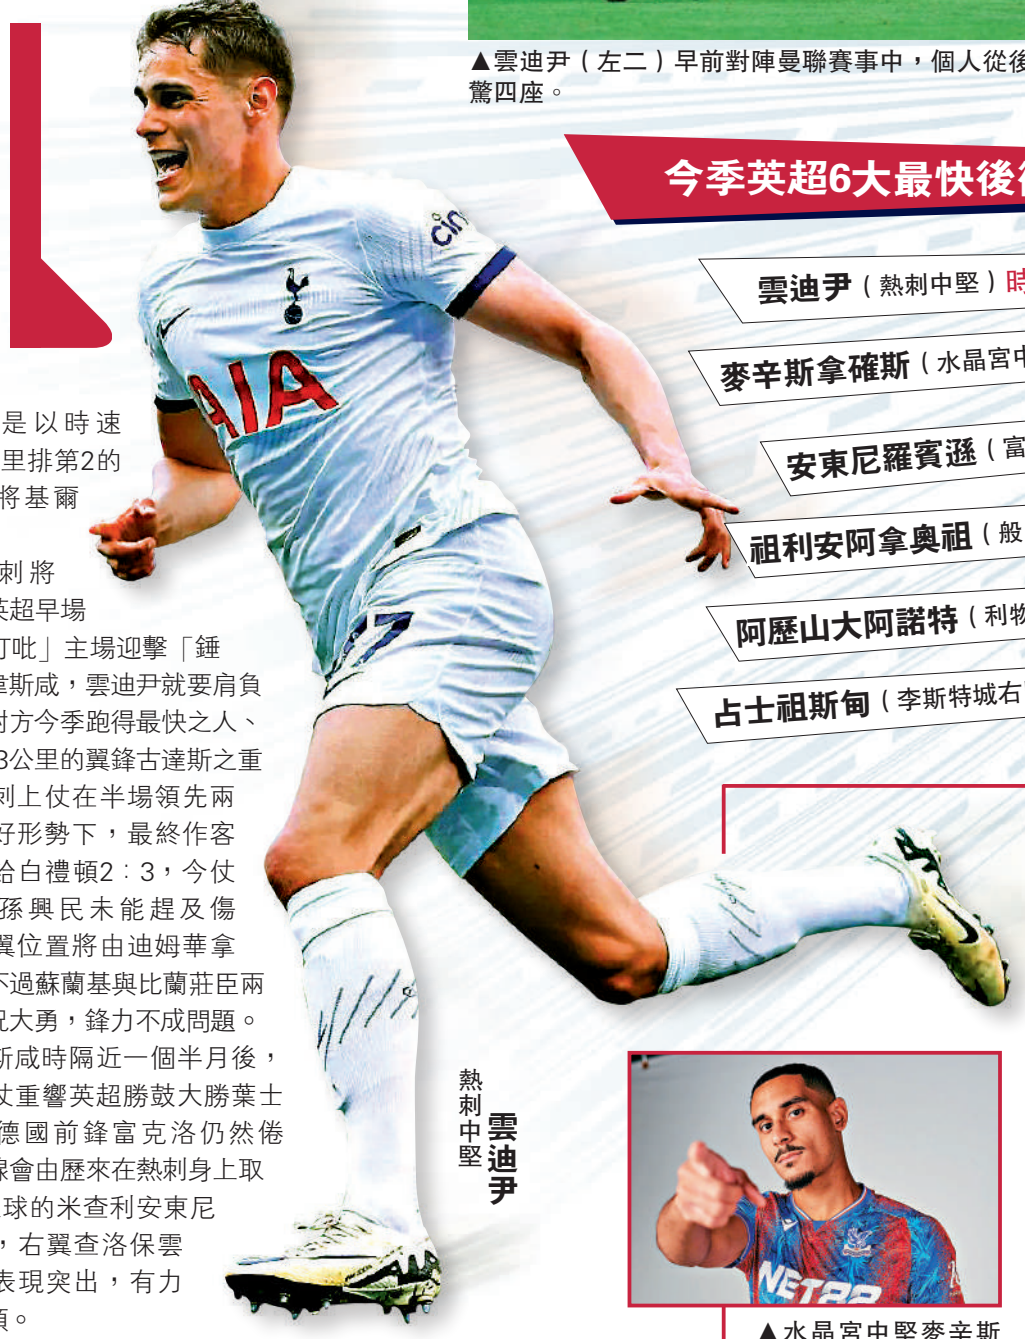 ▲雲迪尹（左二）早前對陣曼聯賽事中，個人從後
驚四座。
今季英超6大最快後
雲迪尹（熱刺中堅）時
麥辛斯拿確斯（水晶宮中
安東尼羅賓遜（富
祖利安阿拿奧祖（般
阿歷山大阿諾特（利物
占士祖斯甸（李斯特城右
cin
AIA
7
是以時速
里排第2的
將基爾
刺將
英超早場
打吡」主場迎擊「錘
韋斯咸，雲迪尹就要肩負
對方今季跑得最快之人、
3公里的翼鋒古達斯之重
刺上仗在半場領先兩
好形勢下，最終作客
給白禮頓2：3，今仗
孫興民未能趕及傷
翼位置將由迪姆華拿
不過蘇蘭基與比蘭莊臣兩
況大勇，鋒力不成問題。
斯咸時隔近一個半月後，
仗重響英超勝鼓大勝葉士
德國前鋒富克洛仍然倦
線會由歷來在熱刺身上取
球的米查利安東尼
，右翼查洛保雲
表現突出，有力
領。
熱刺中堅
雲迪尹
NET88
▲水晶宮中堅麥辛斯